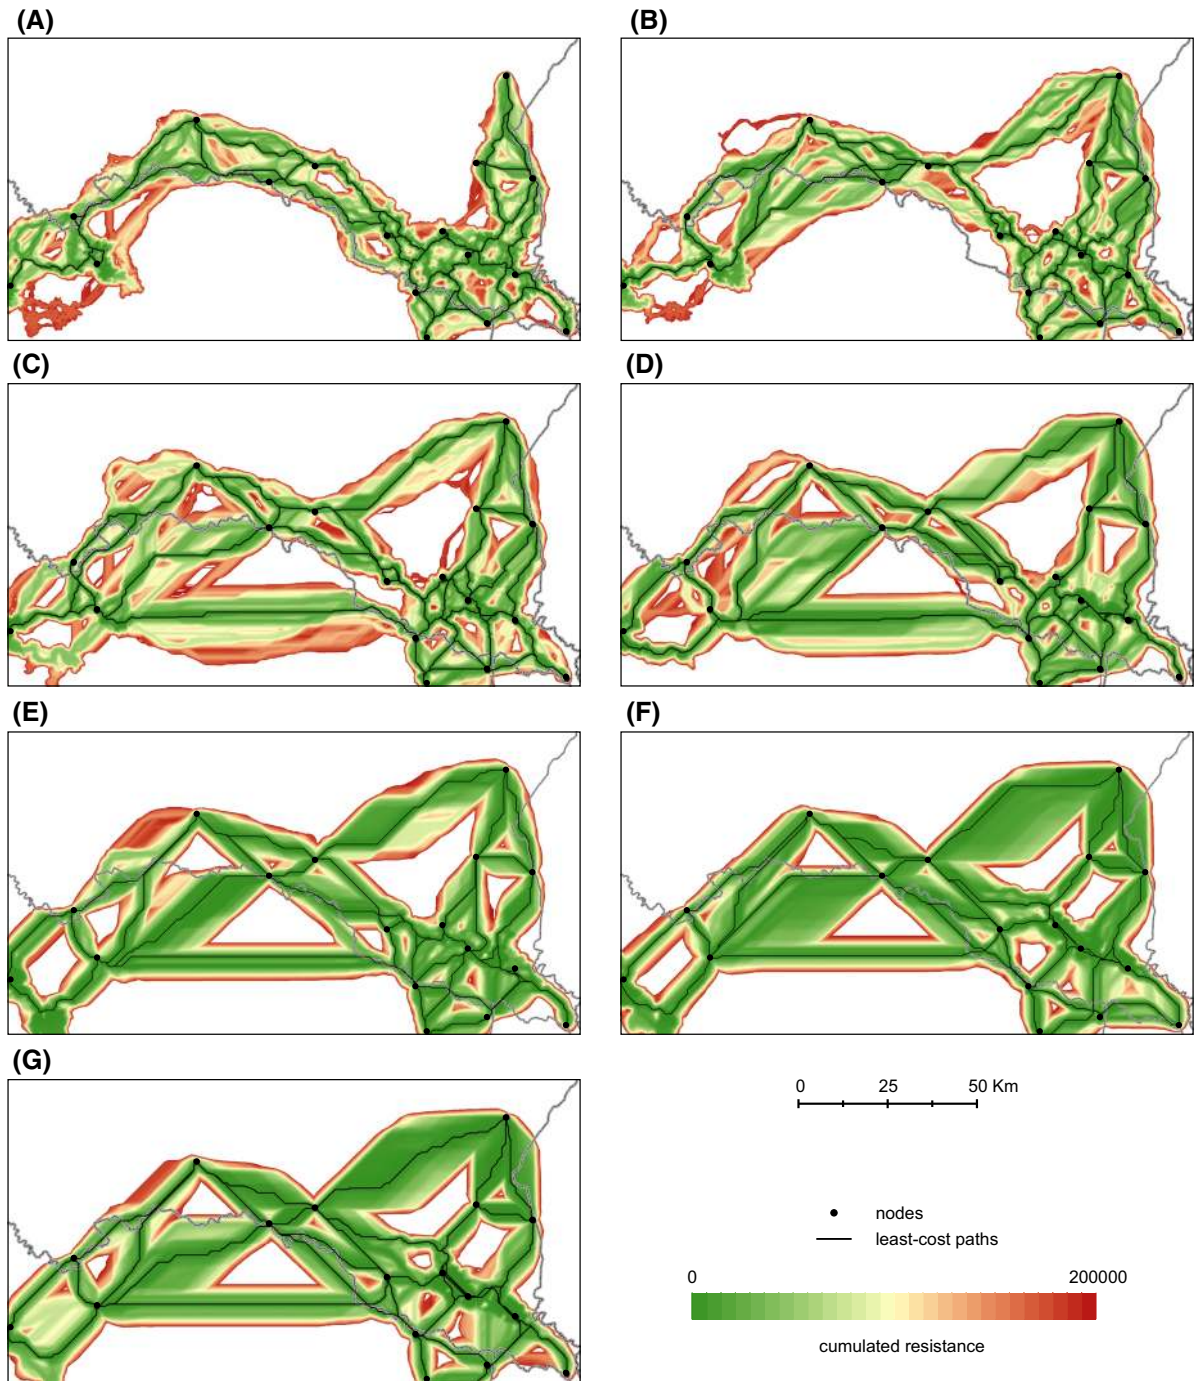 (A)
(B)
(C)
(D)
(E)
(F)
(G)
0 25 50 Km
nodes
least-cost paths
0 200000
cumulated resistance